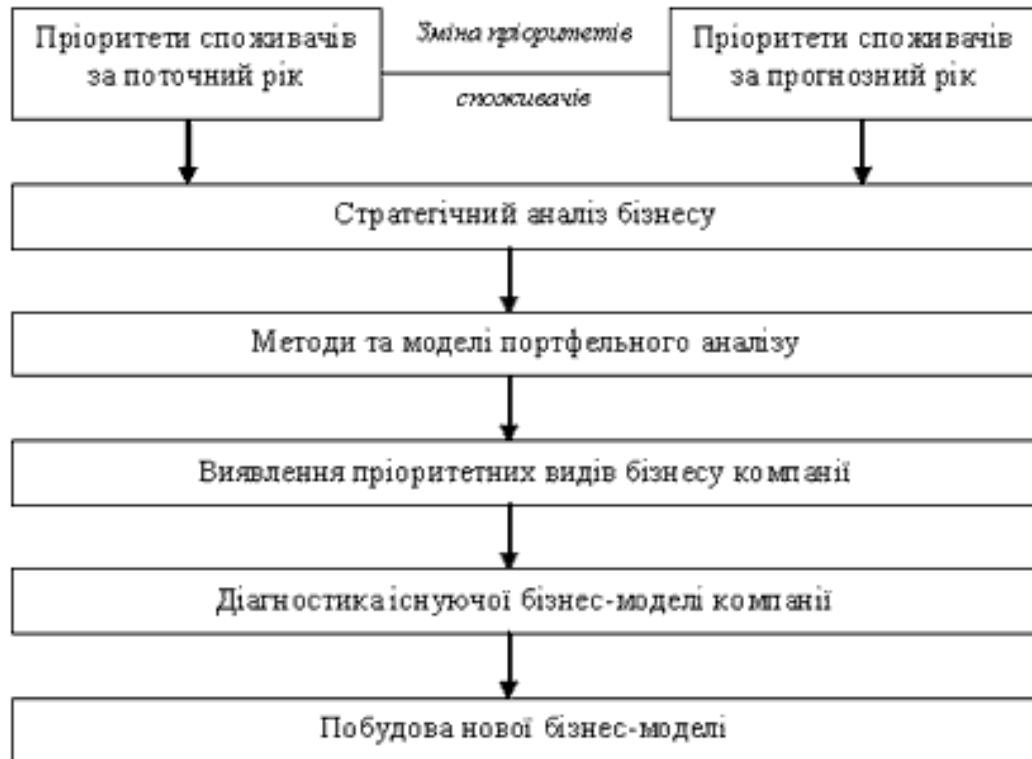 Пріоритети споживачів
за поточний рік
Зміна пріоритетів
споживачів
Пріоритети споживачів
за прогнозний рік
Стратегічний аналіз бізнесу
Методи та моделі портфельного аналізу
Виявлення пріоритетних видів бізнесу компанії
Діагностика існуючої бізнес-моделі компанії
Побудова нової бізнес-моделі